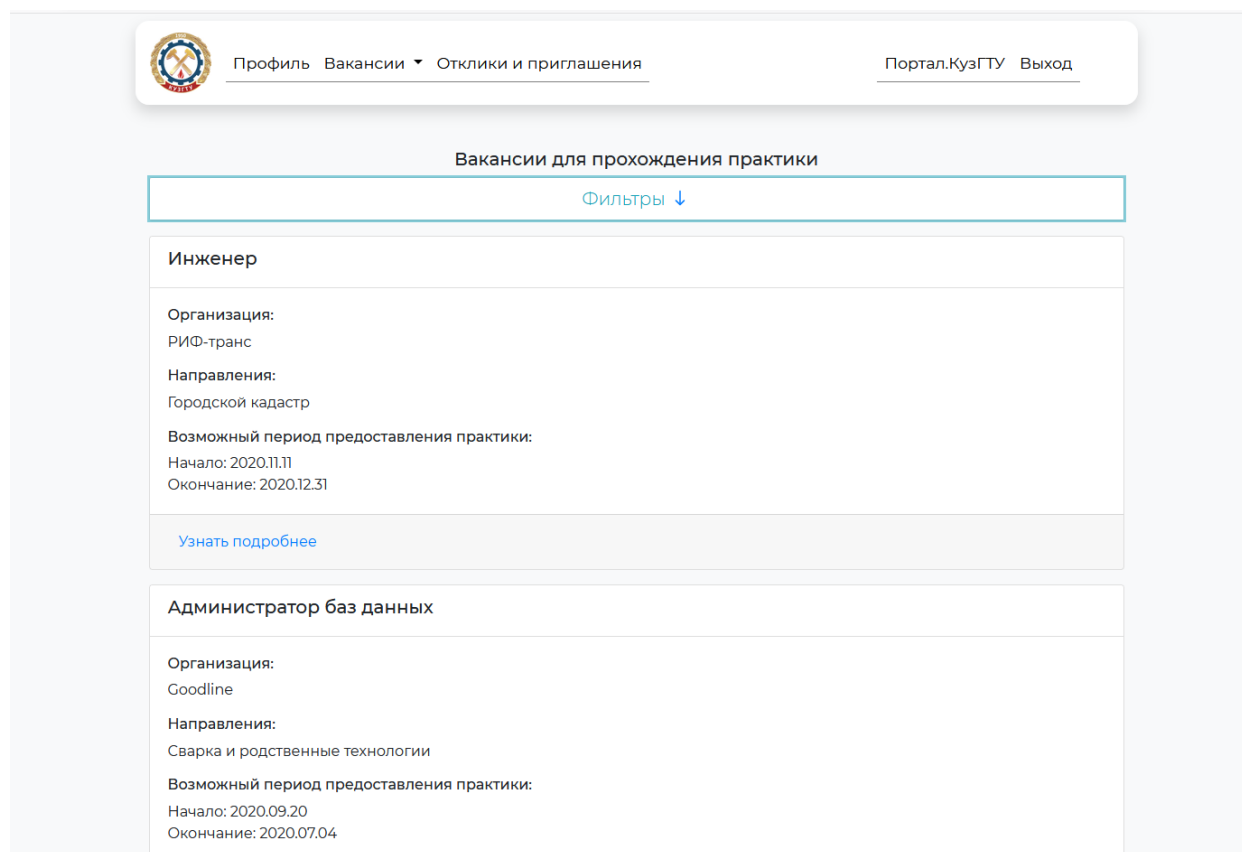 КУЗГТУ
Профиль Вакансии Отклики и приглашения Портал.КузГТУ Выход
Вакансии для прохождения практики
Фильтры ↓
Инженер
Организация:
РИФ-транс
Направления:
Городской кадастр
Возможный период предоставления практики:
Начало: 2020.11.11
Окончание: 2020.12.31
Узнать подробнее
Администратор баз данных
Организация:
Goodline
Направления:
Сварка и родственные технологии
Возможный период предоставления практики:
Начало: 2020.09.20
Окончание: 2020.07.04